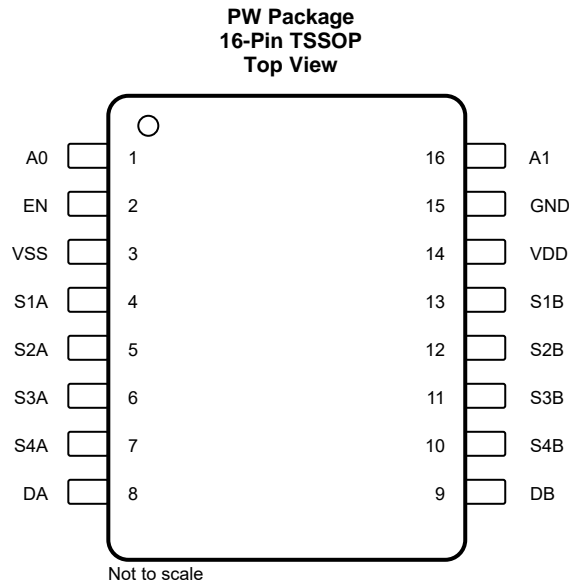 PW Package
16-Pin TSSOP
Top View
A0 1 16 A1
EN 2 15 GND
VSS 3 14 VDD
S1A 4 13 S1B
S2A 5 12 S2B
S3A 6 11 S3B
S4A 7 10 S4B
DA 8 9 DB
Not to scale